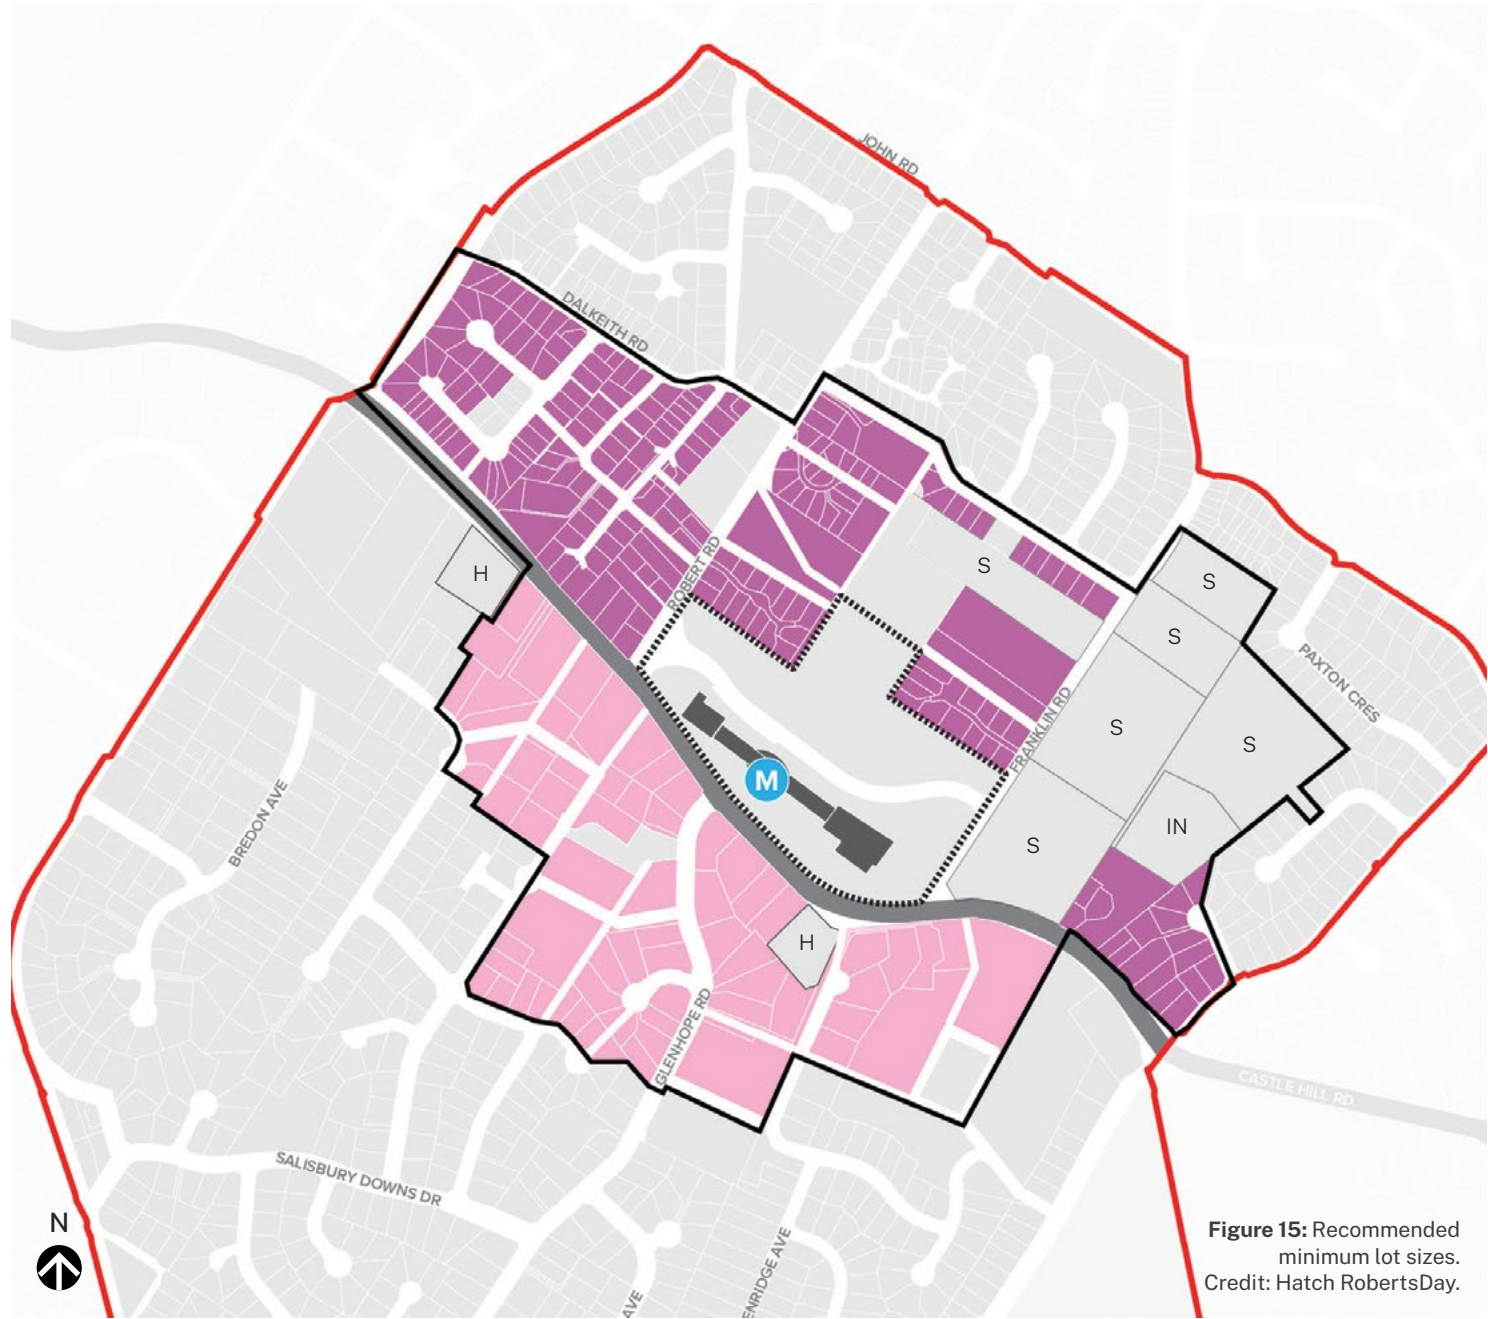 JOHN RD
DALKEITH RD
H
S
S
ROBERT RD
S
PAXTON CRES
FRANKLIN RD
S
S
M
BREDON AVE
IN
S
H
GLENHOPE RD
CASTLE HILL RD
SALISBURY DOWNS DR
N
ENRIDGE AVE
AVE
Figure 15: Recommended
minimum lot sizes.
Credit: Hatch RobertsDay.